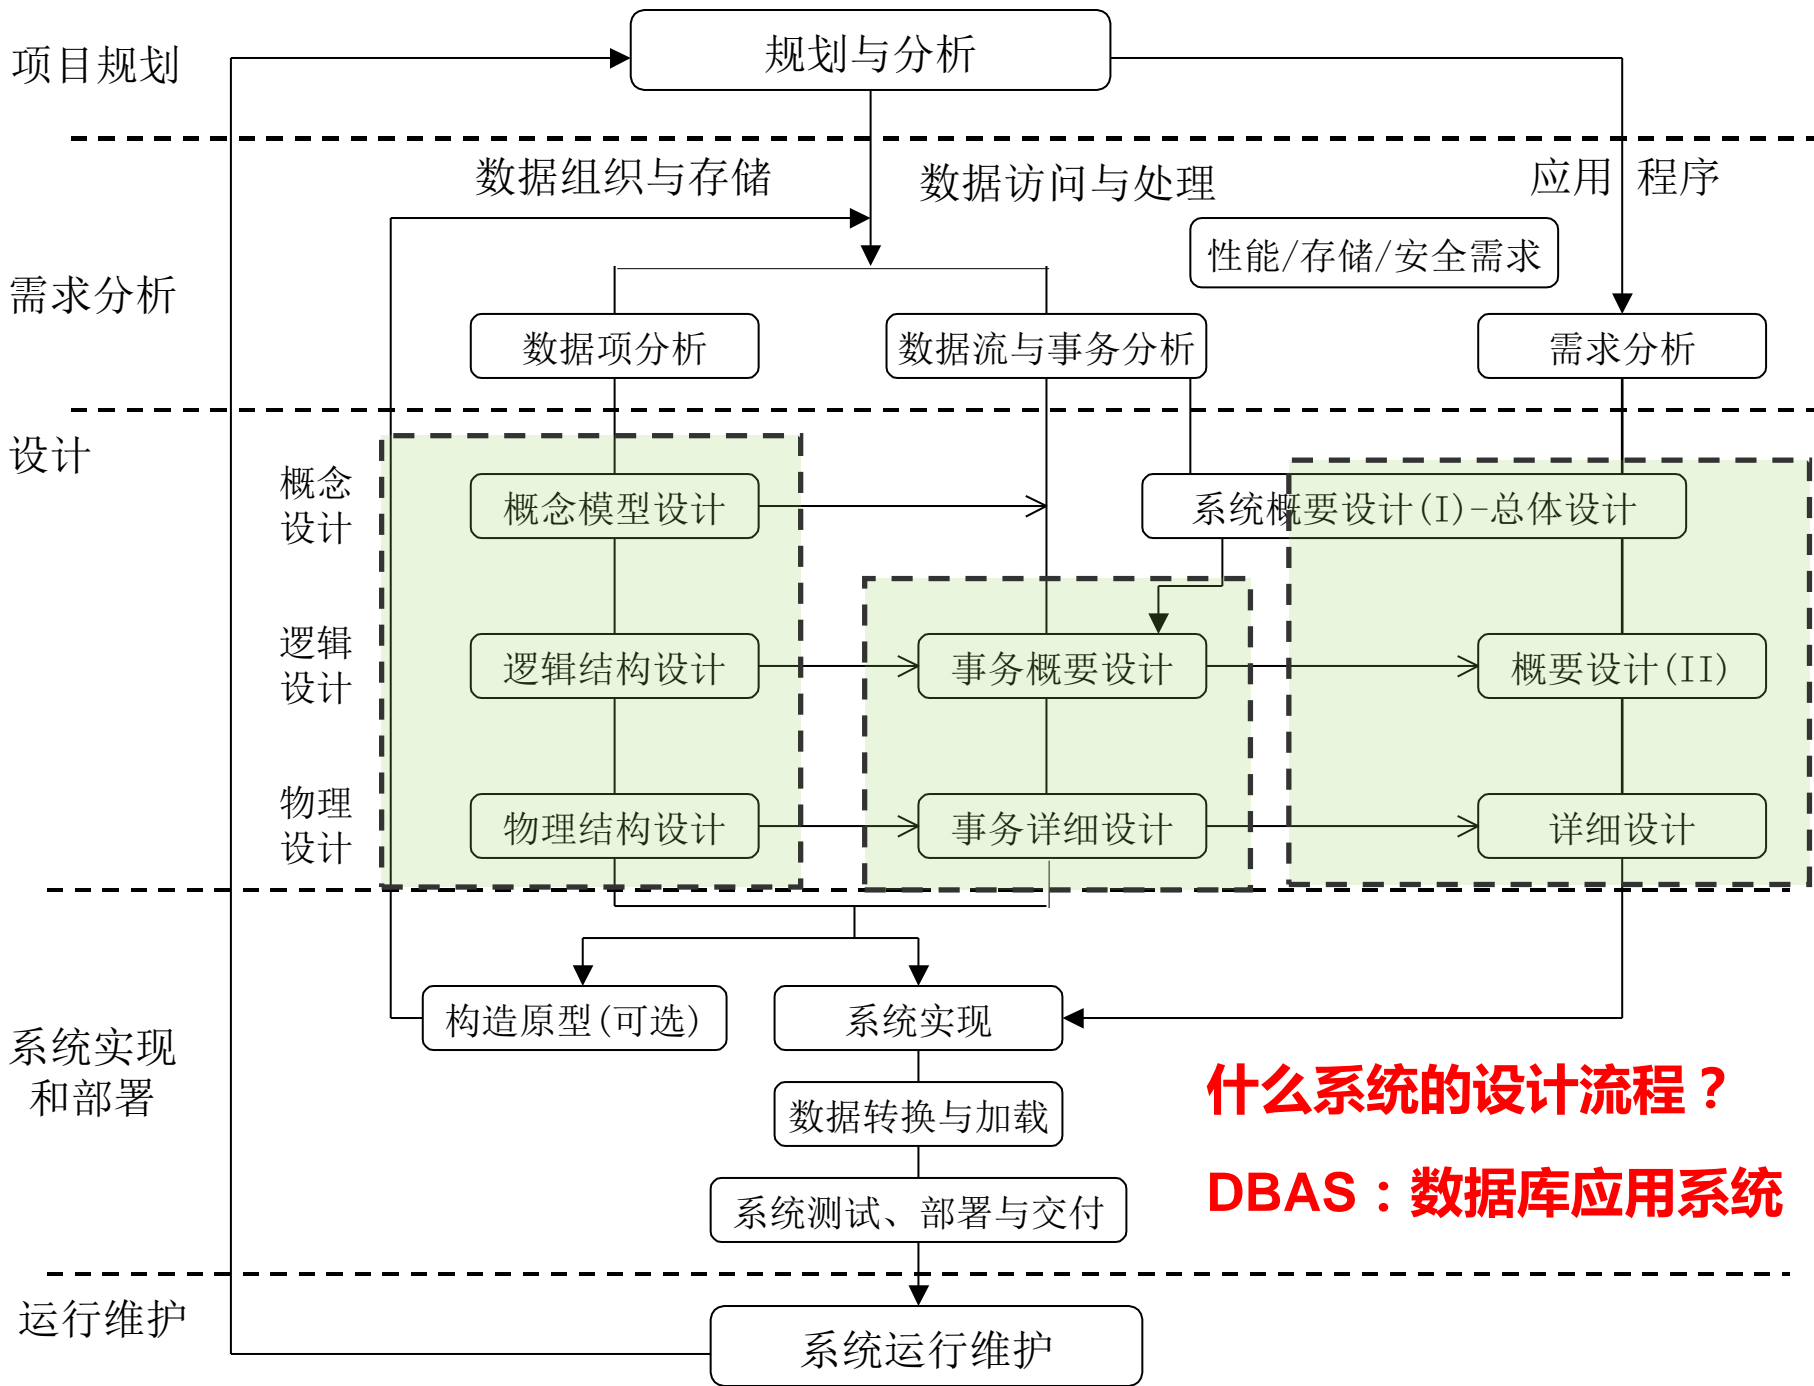 项目规划
规划与分析
数据组织与存储
数据访问与处理
应用 程序
性能/存储/安全需求
需求分析
数据项分析
数据流与事务分析
需求分析
设计
概念
设计
概念模型设计
系统概要设计(I)-总体设计
逻辑
设计
逻辑结构设计
事务概要设计
概要设计(II)
物理
设计
物理结构设计
事务详细设计
详细设计
系统实现
和部署
构造原型(可选)
系统实现
数据转换与加载
系统测试、部署与交付
什么系统的设计流程？
DBAS：数据库应用系统
运行维护
系统运行维护